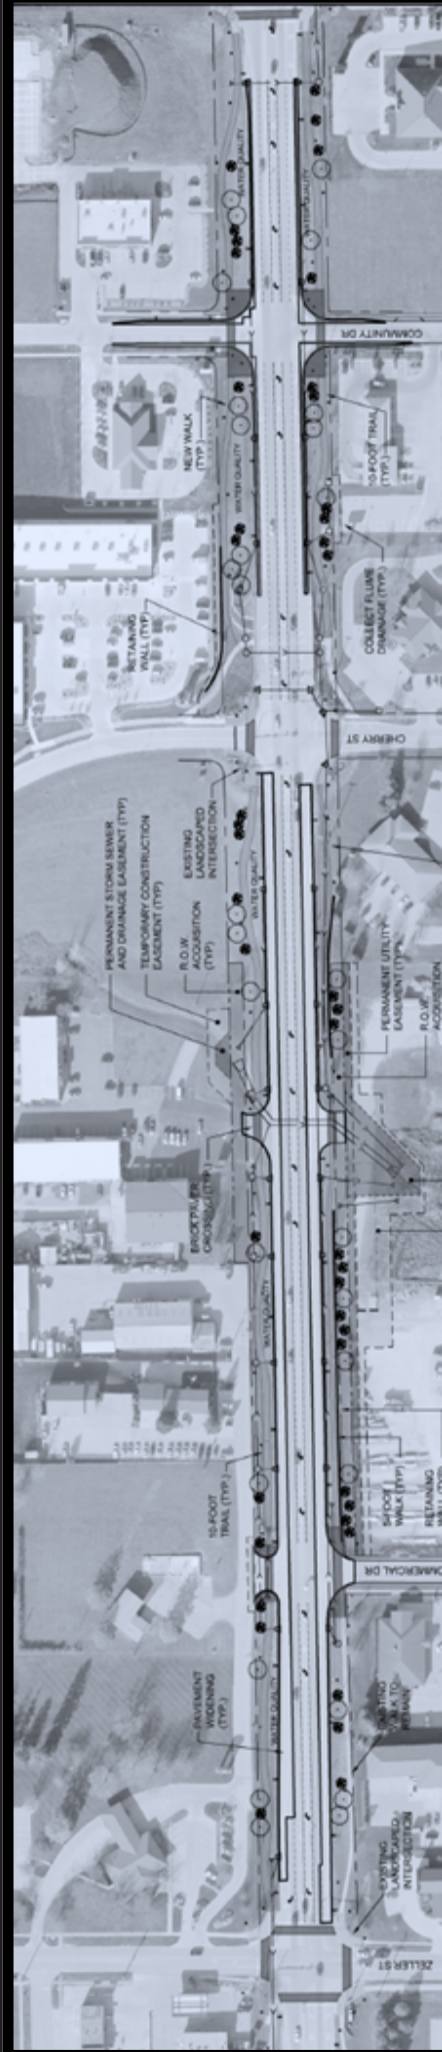 WATER QUALITY
WATER QUALITY
COMMUNITY DR.
NEW WALK
(TYP.)
10-FOOT TRAIL
(TYP.)
WATER QUALITY
RETAINING
WALL (TYP)
COLLECT FLUME
DRAINAGE (TYP.)
CHERRY ST
PERMANENT STORM SEWER
AND DRAINAGE EASEMENT (TYP)
TEMPORARY CONSTRUCTION
EASEMENT (TYP)
R.O.W.
ACQUISITION
(TYP)
EXISTING
LANDSCAPED
INTERSECTION
WATER QUALITY
PERMANENT UTILITY
EASEMENT (TYP)
R.O.W.
ACQUISITION
BRICK PAVER
CROSSING (TYP.)
WATER QUALITY
10-FOOT
TRAIL (TYP.)
WALK (TYP)
RETAINING
WALL (TYP)
OMMERCIAL DR.
PAVEMENT
WIDENING
(TYP.)
WATER QUALITY
EXISTING
WALK TO
REMAIN
EXISTING
LANDSCAPED
INTERSECTION
ZELLER ST